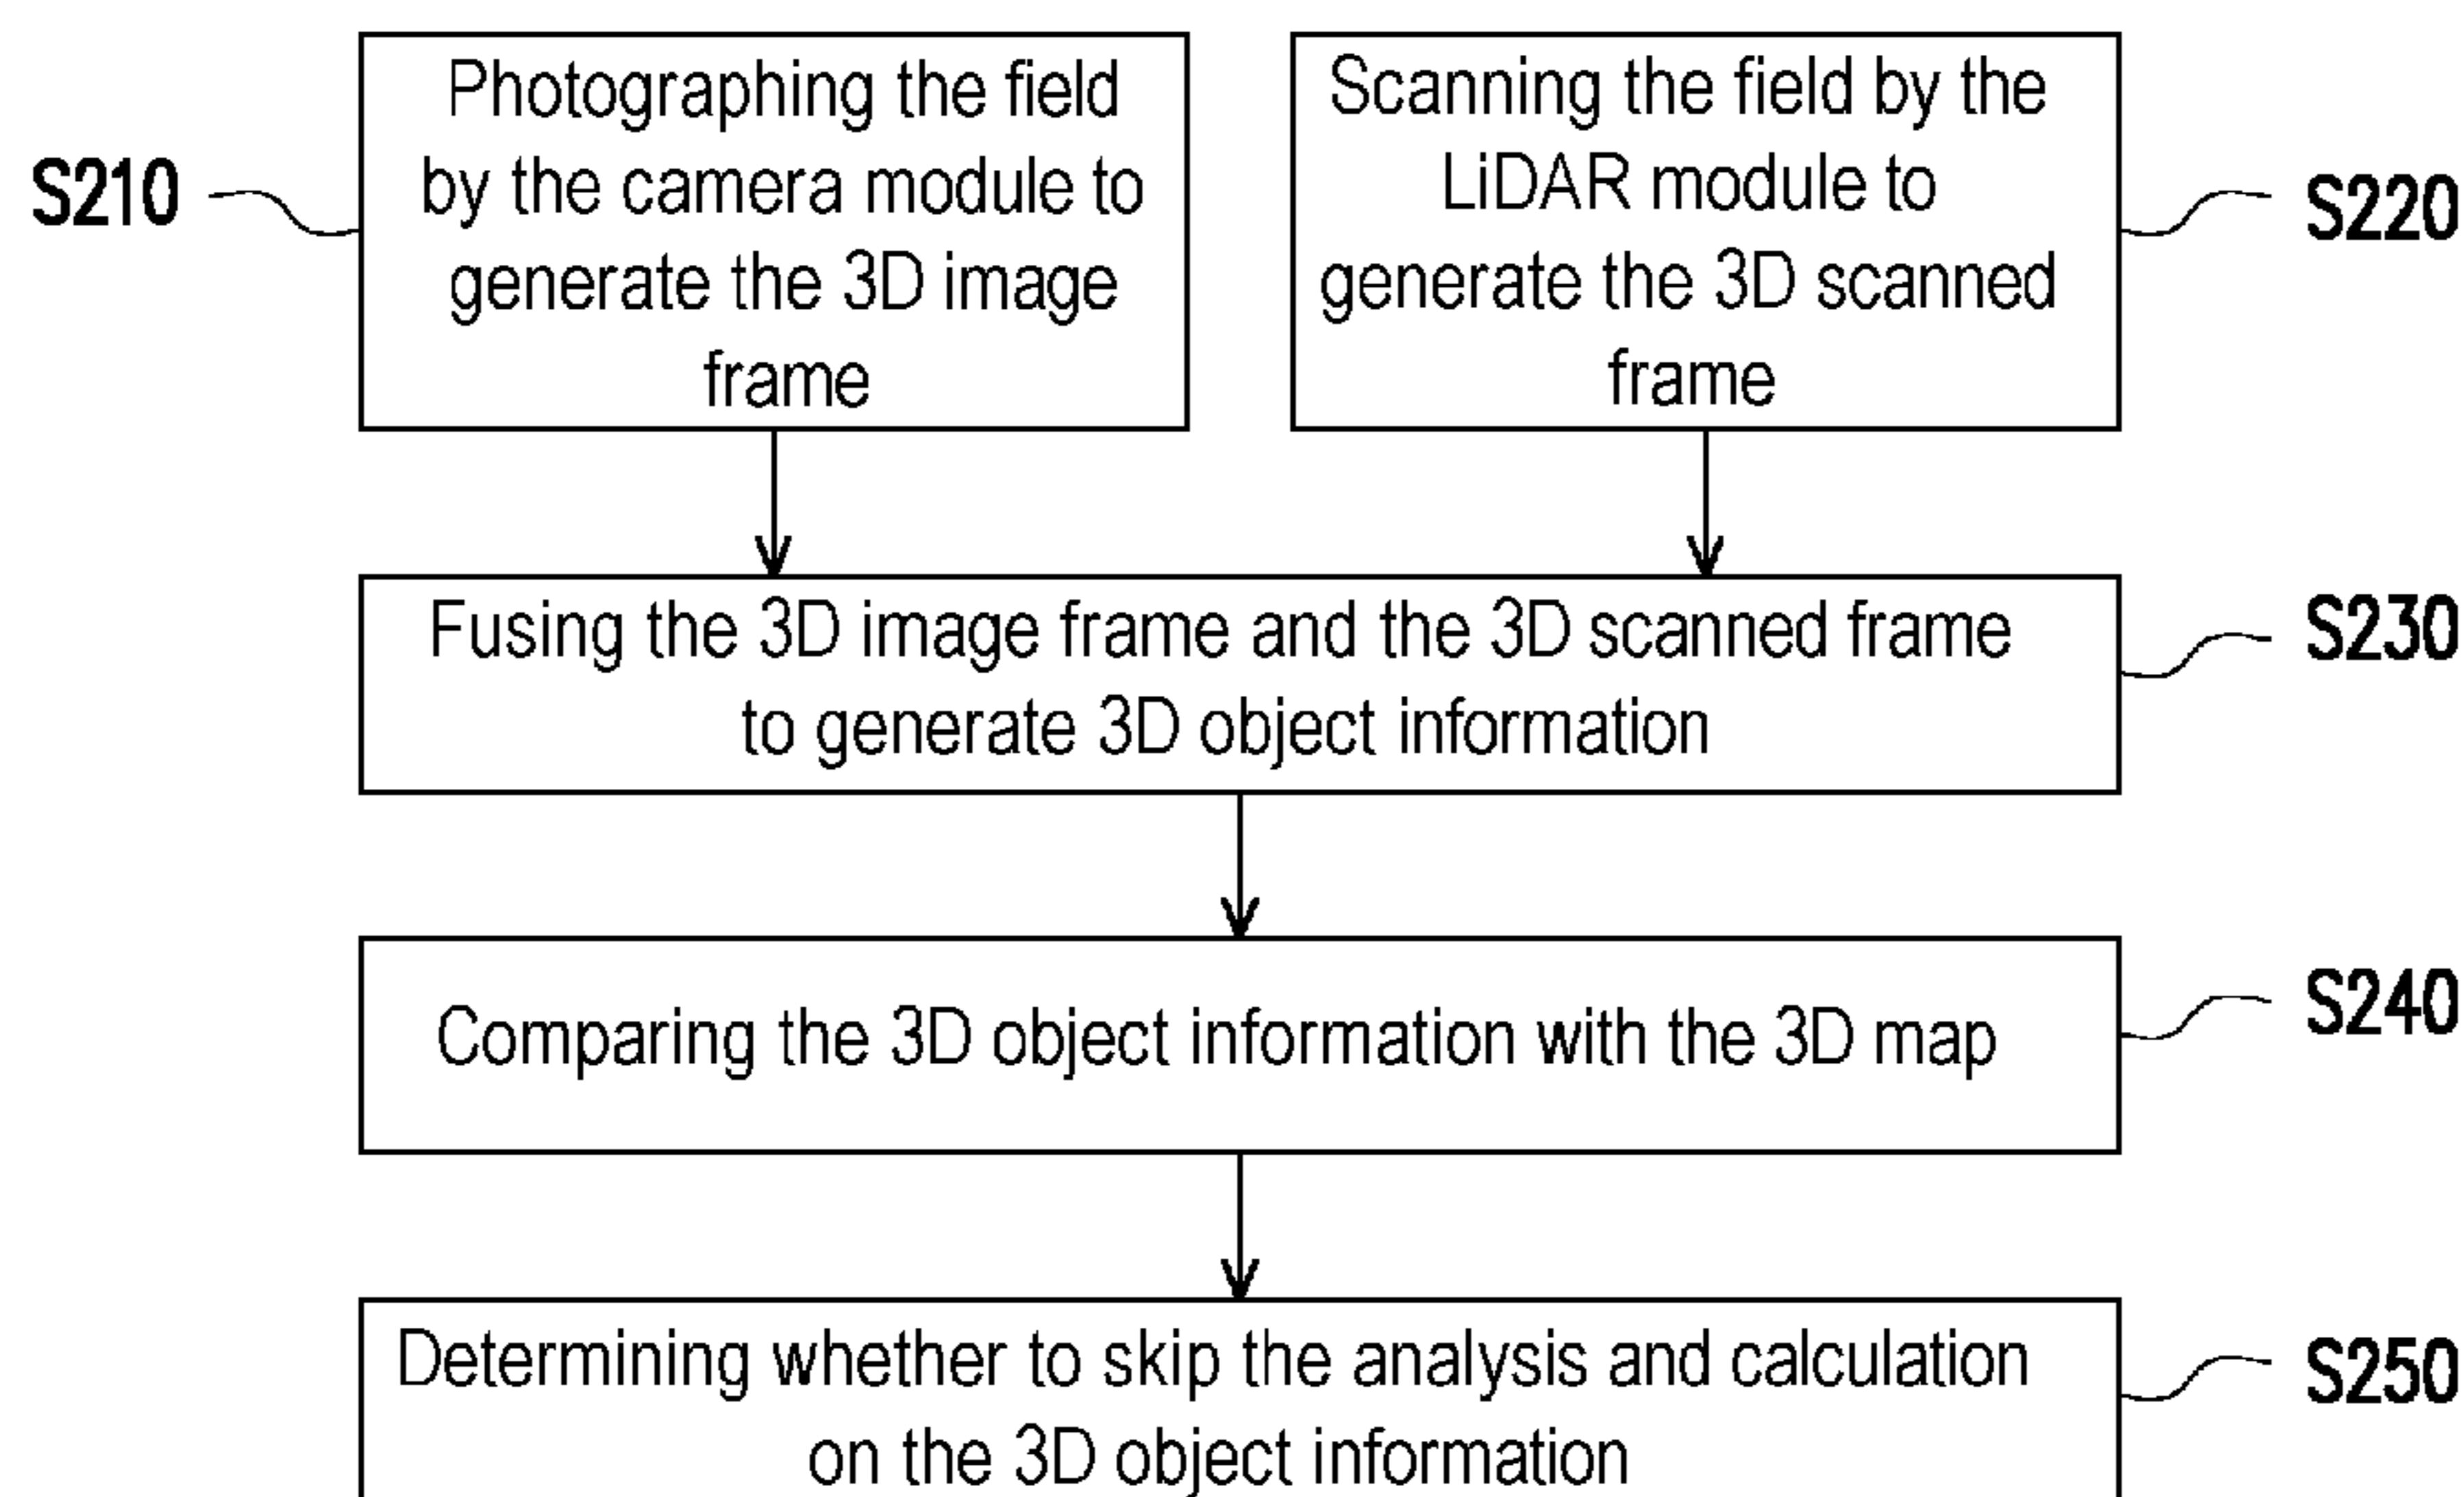 S210
Photographing the field
by the camera module to
generate the 3D image
frame
Scanning the field by the
LiDAR module to
generate the 3D scanned
frame
S220
Fusing the 3D image frame and the 3D scanned frame
to generate 3D object information
S230
Comparing the 3D object information with the 3D map
S240
Determining whether to skip the analysis and calculation
on the 3D object information
S250